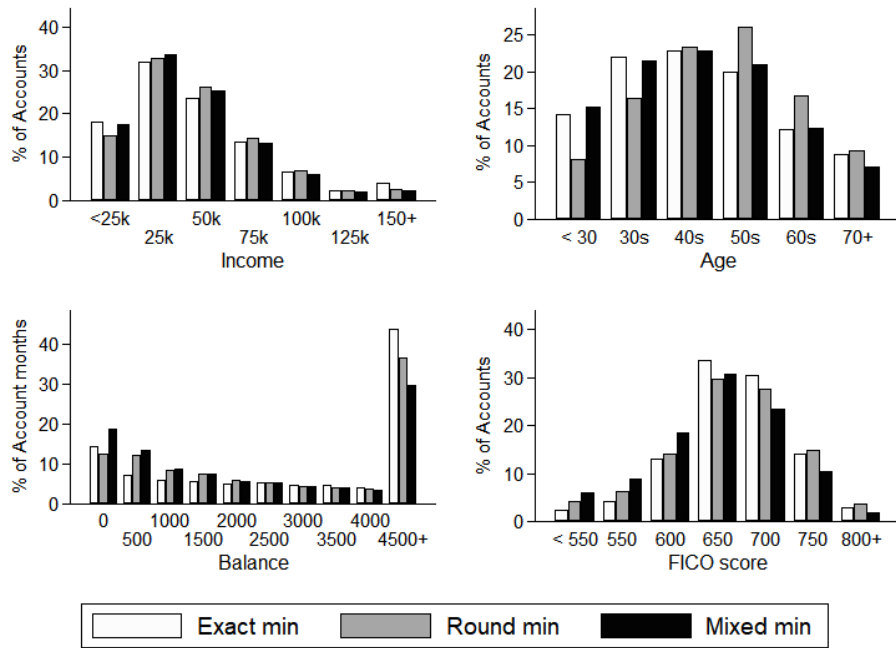 % of Accounts
40
30
20
10
0
<25k 50k 100k 150+
25k 75k 125k
Income
% of Accounts
25
20
15
10
5
0
< 30 30s 40s 50s 60s 70+
Age
% of Account months
40
30
20
10
0
0 1000 2000 3000 4000
500 1500 2500 3500 4500+
Balance
% of Accounts
40
30
20
10
0
< 550 550 600 650 700 750 800+
FICO score
Exact min Round min Mixed min